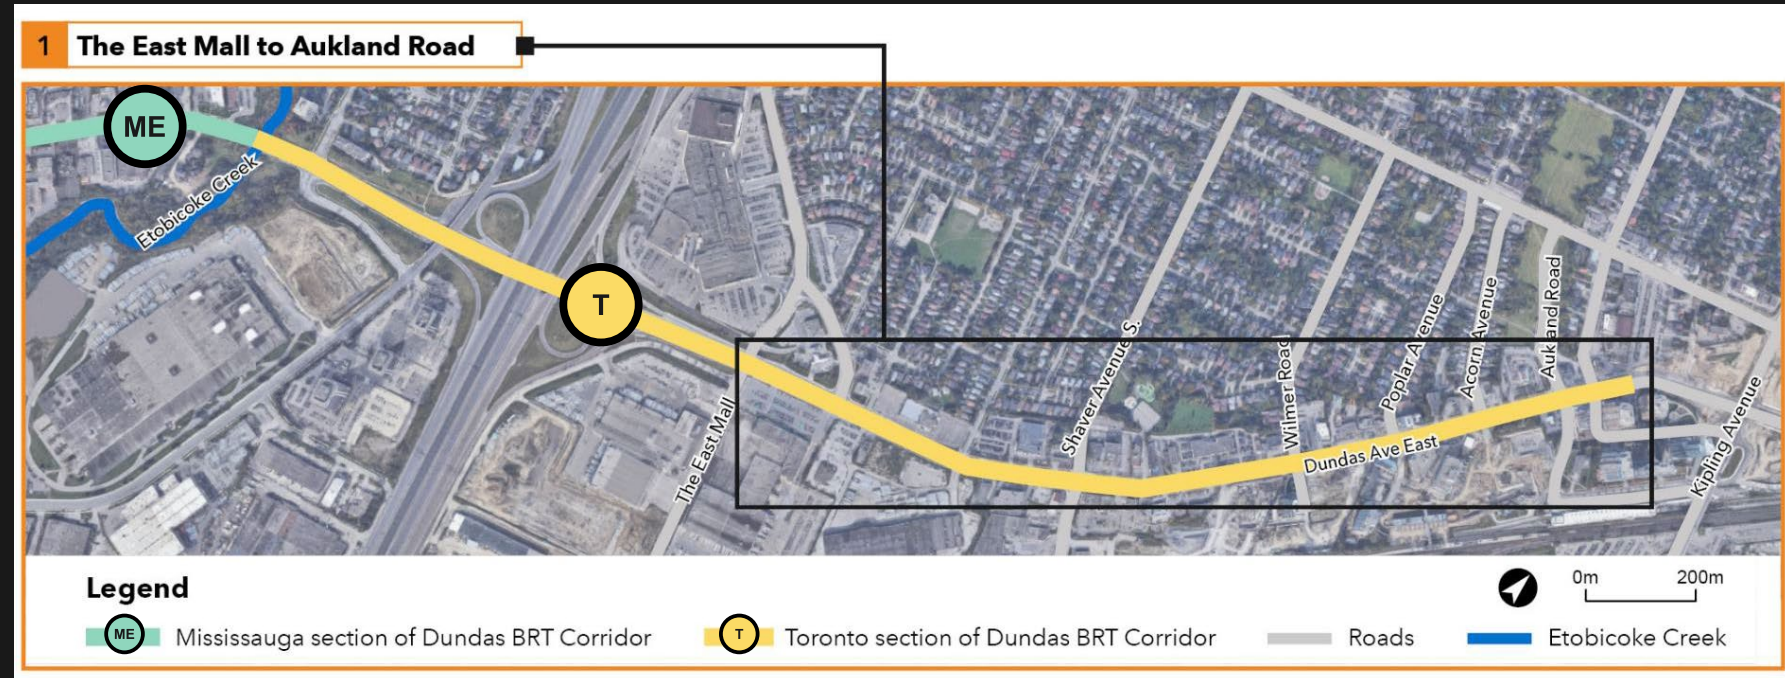 1 The East Mall to Aukland Road
ME
Etobicoke Creek
T
The East Mall
Shaver Avenue S.
Wilmer Road
Poplar Avenue
Acorn Avenue
Aukland Road
Dundas Ave East
Kipling Avenue
Legend
0m 200m
ME Mississauga section of Dundas BRT Corridor
T Toronto section of Dundas BRT Corridor
Roads
Etobicoke Creek